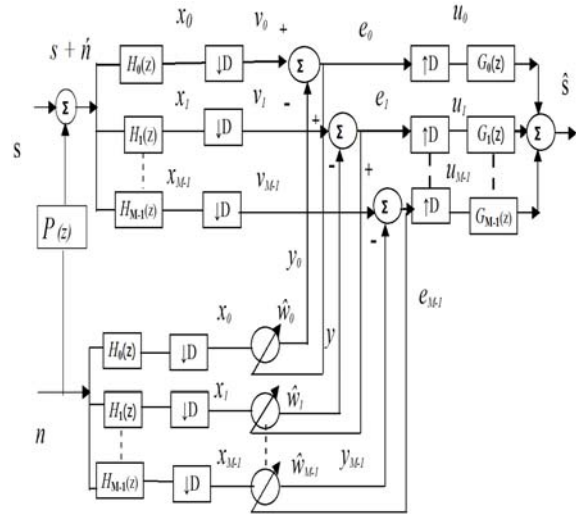 x0 v0 + e0 u0
s + ń H0(z) ↓D Σ ↑D G0(z)
x1 v1 - e1 u1 ŝ
Σ H1(z) ↓D + Σ ↑D G1(z) Σ
s xM-1 vM-1 - + uM-1
HM-1(z) ↓D Σ ↑D GM-1(z)
P(z) y0 -
eM-1
x0 ŵ0 y
H0(z) ↓D
x1 ŵ1
n H1(z) ↓D
xM-1 ŵM-1 yM-1
HM-1(z) ↓D